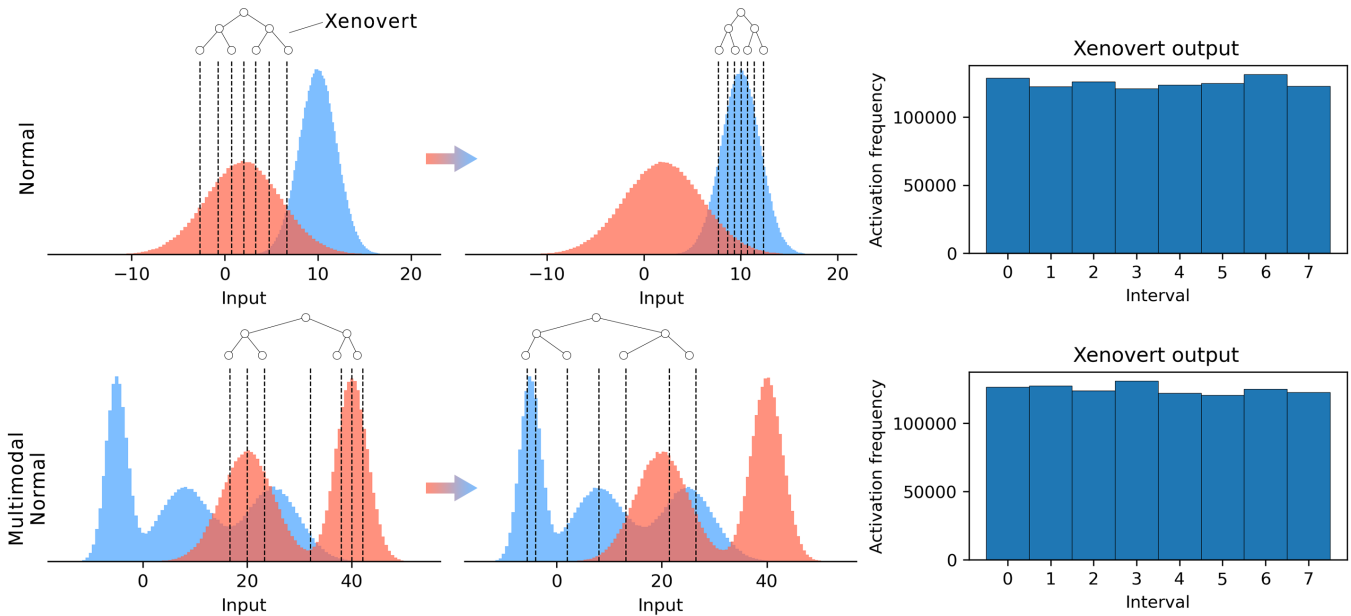 Xenovert
Normal
−10 0 10 20
Input
−10 0 10 20
Input
Xenovert output
Activation frequency
100000
50000
0
0 1 2 3 4 5 6 7
Interval
Multimodal
Normal
0 20 40
Input
0 20 40
Input
Xenovert output
Activation frequency
100000
50000
0
0 1 2 3 4 5 6 7
Interval